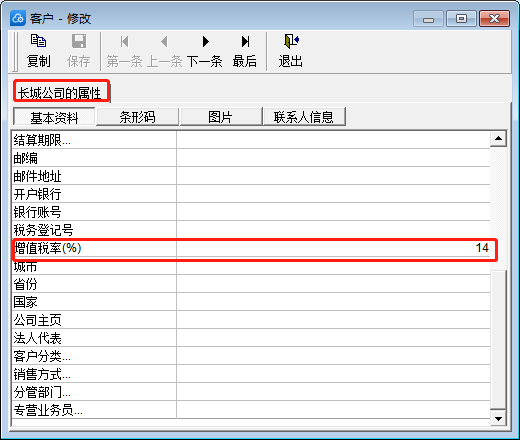 客户 - 修改
复制 保存 第一条 上一条 下一条 最后 退出
长城公司的属性
基本资料 条形码 图片 联系人信息
结算期限...
邮编
邮件地址
开户银行
银行账号
税务登记号
增值税率(%) 14
城市
省份
国家
公司主页
法人代表
客户分类...
销售方式...
分管部门...
专营业务员...